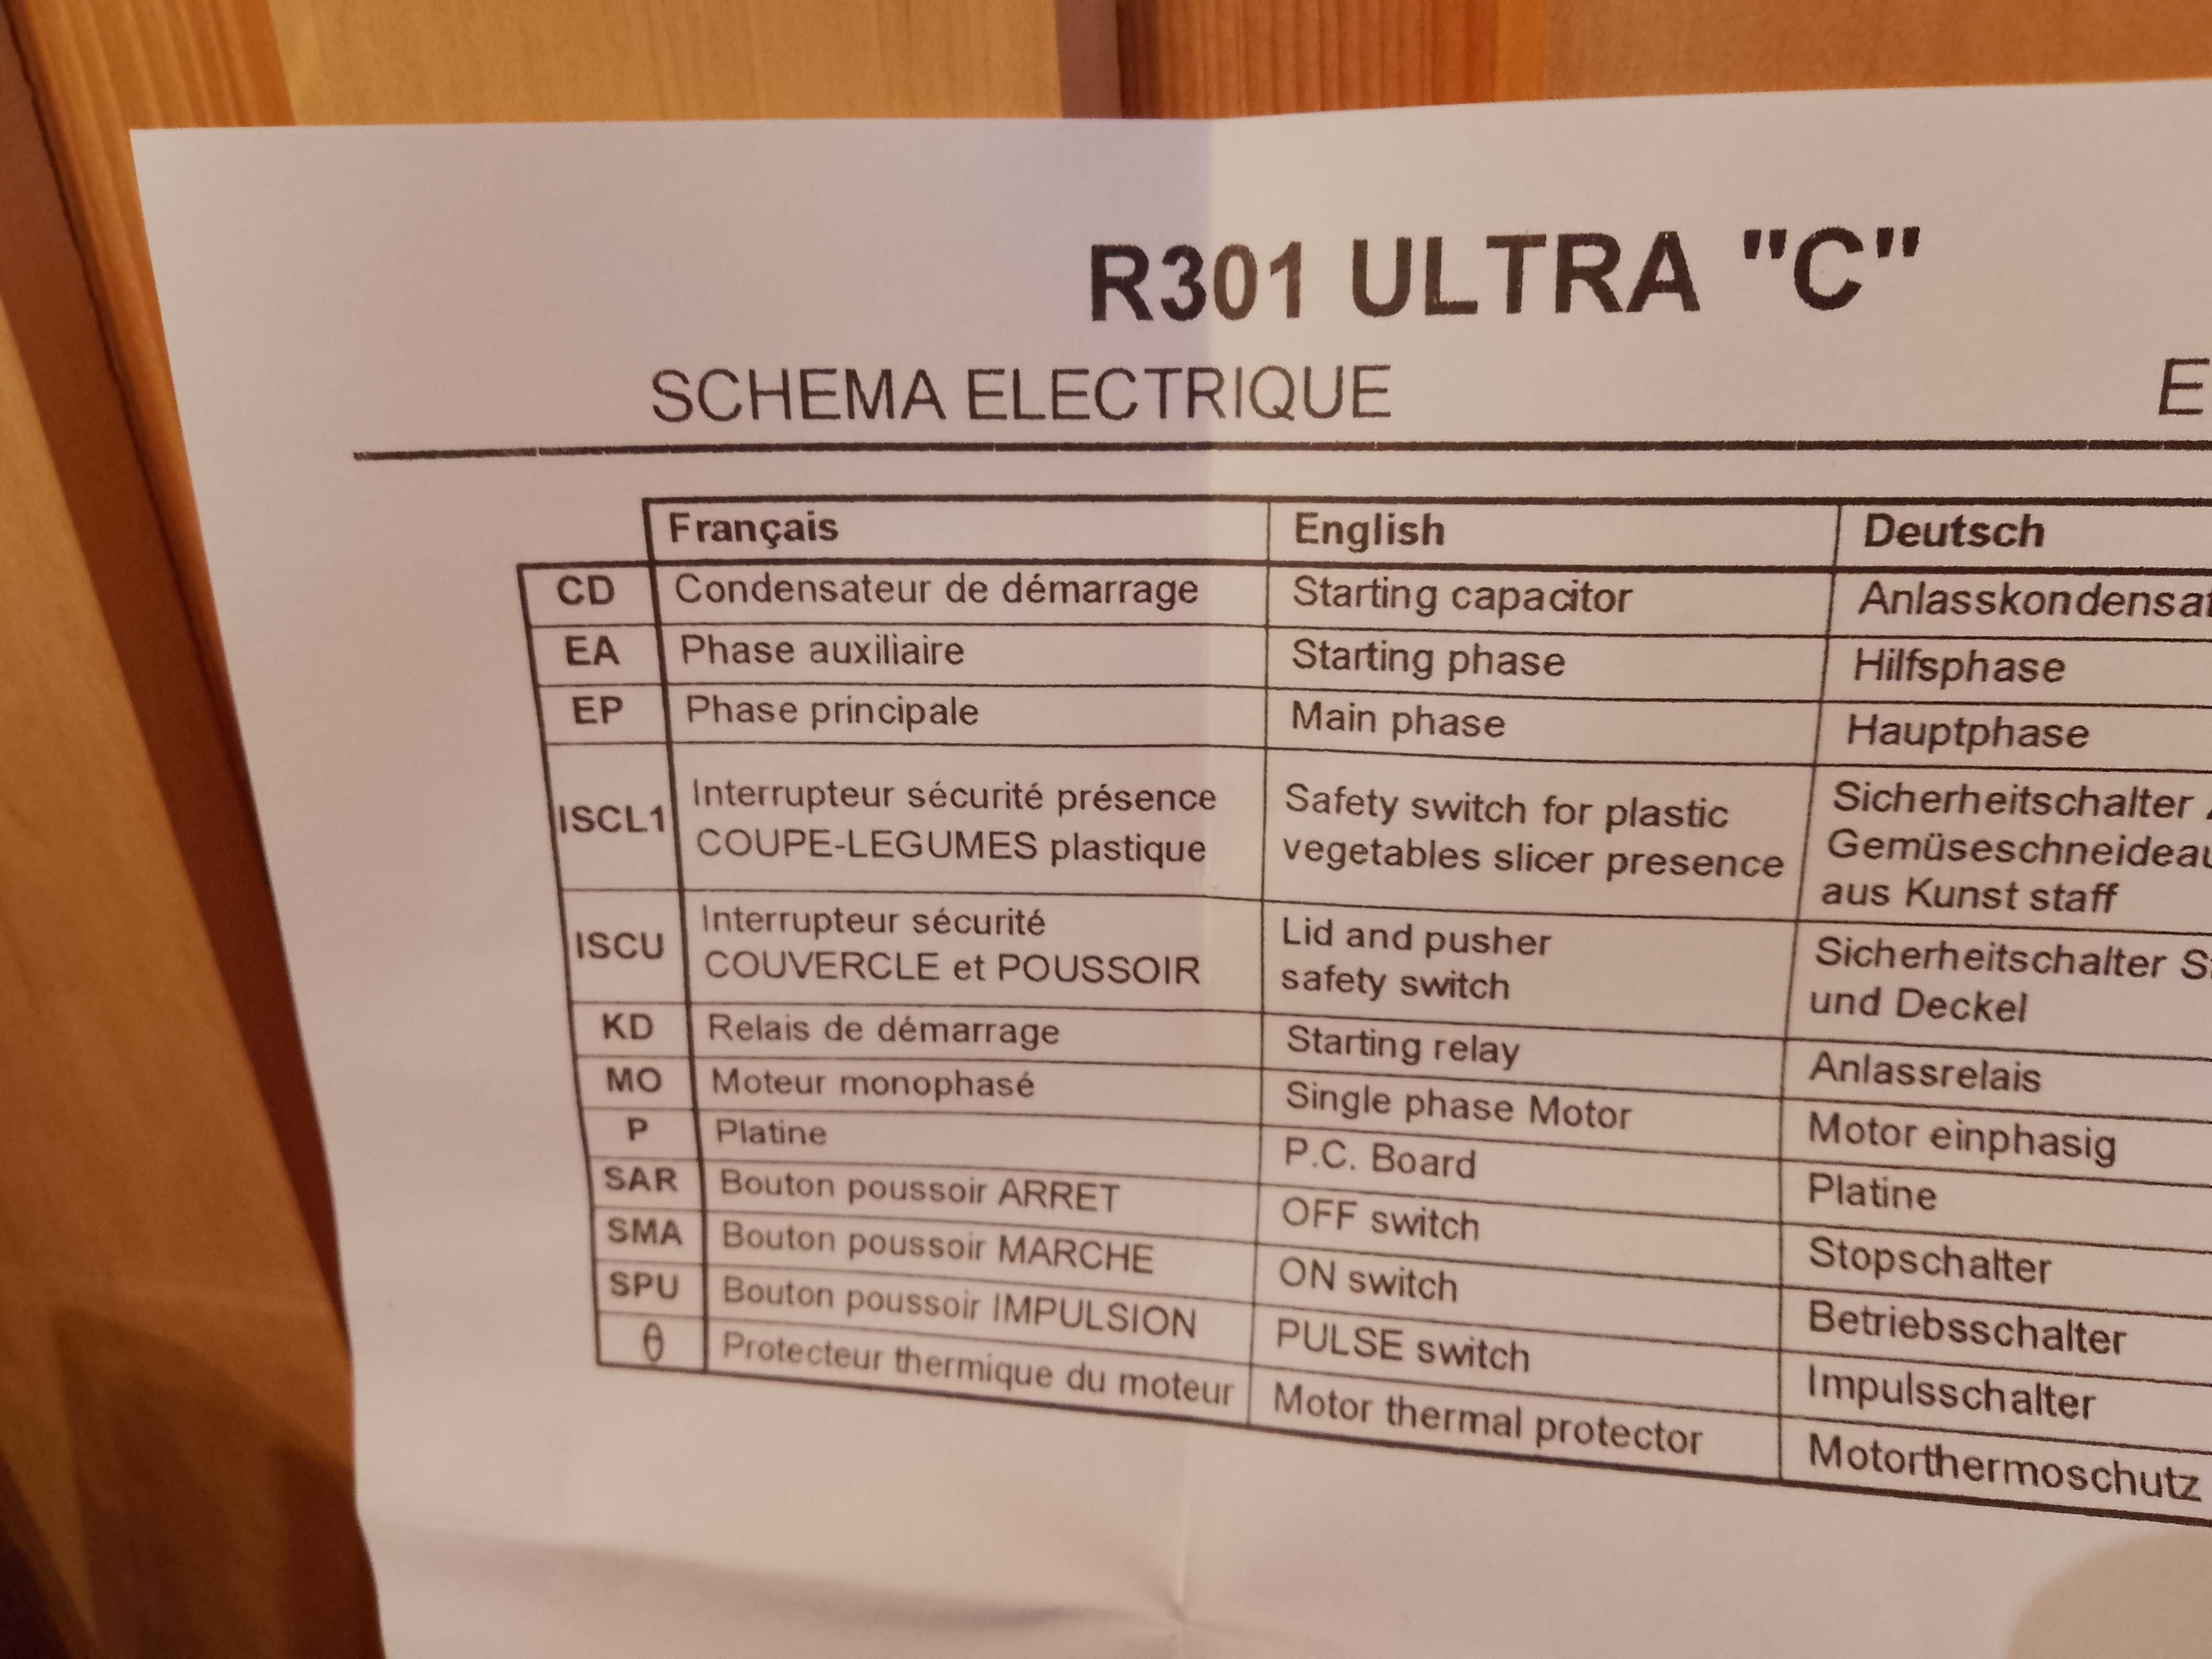 R301 ULTRA "C"
SCHEMA ELECTRIQUE
Français English Deutsch
CD Condensateur de démarrage Starting capacitor
EA Phase auxiliaire Starting phase Hilfsphase
EP Phase principale Main phase Hauptphase
ISCL1 Interrupteur sécurité présence COUPE-LEGUMES plastique Safety switch for plastic vegetables slicer presence Sicherheitschalter
aus Kunst staff
ISCU Interrupteur sécurité COUVERCLE et POUSSOIR Lid and pusher safety switch Sicherheitschalter
und Deckel
KD Relais de démarrage Starting relay Anlassrelais
MO Moteur monophasé Single phase Motor Motor einphasig
P Platine P.C. Board Platine
SAR Bouton poussoir ARRET OFF switch Stopschalter
SMA Bouton poussoir MARCHE ON switch Betriebsschalter
SPU Bouton poussoir IMPULSION PULSE switch Impulsschalter
θ Protecteur thermique du moteur Motor thermal protector Motorthermoschutz